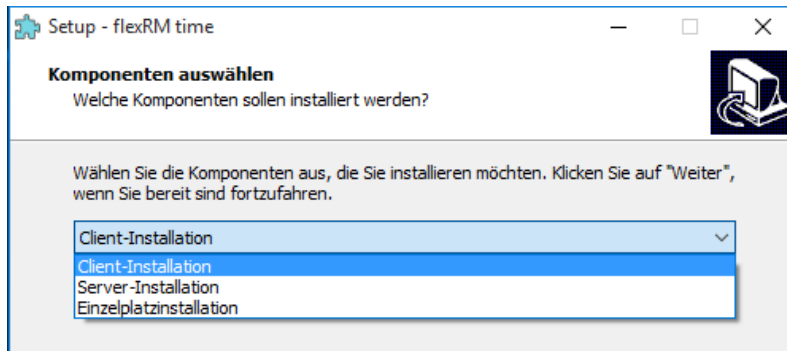 Setup - flexRM time
Komponenten auswählen
Welche Komponenten sollen installiert werden?
Wählen Sie die Komponenten aus, die Sie installieren möchten. Klicken Sie auf "Weiter",
wenn Sie bereit sind fortzufahren.
Client-Installation
Client-Installation
Server-Installation
Einzelplatzinstallation